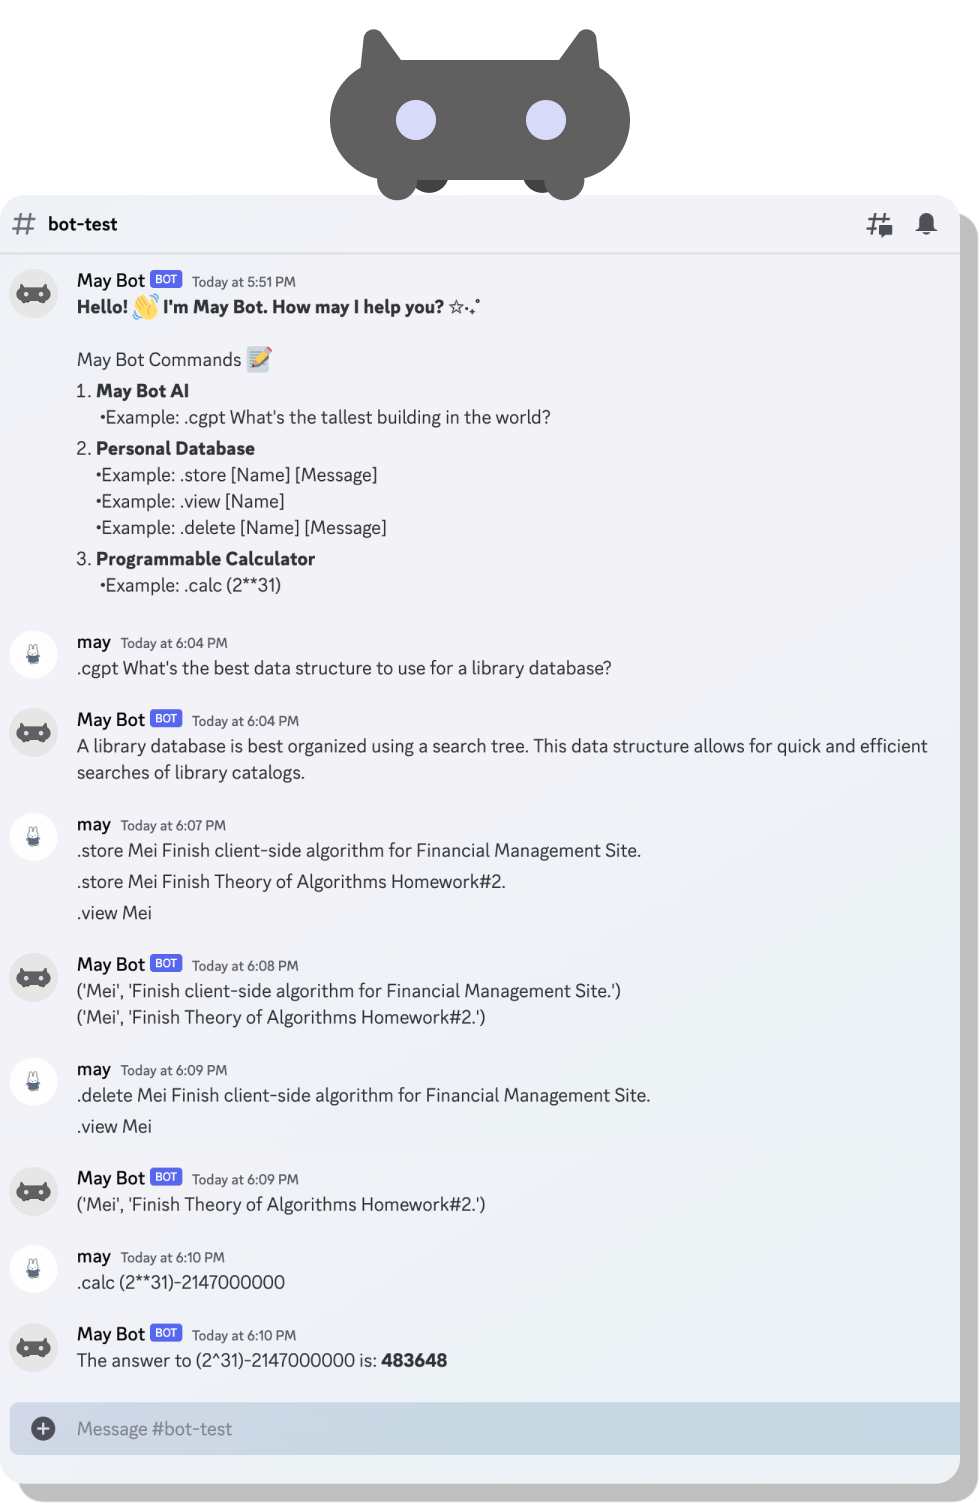 # bot-test
May Bot BOT Today at 5:51 PM
Hello! 👋 I'm May Bot. How may I help you? ☆‧₊˚
May Bot Commands 📝
1. May Bot AI
•Example: .cgpt What's the tallest building in the world?
2. Personal Database
•Example: .store [Name] [Message]
•Example: .view [Name]
•Example: .delete [Name] [Message]
3. Programmable Calculator
•Example: .calc (2**31)
may Today at 6:04 PM
.cgpt What's the best data structure to use for a library database?
May Bot BOT Today at 6:04 PM
A library database is best organized using a search tree. This data structure allows for quick and efficient
searches of library catalogs.
may Today at 6:07 PM
.store Mei Finish client-side algorithm for Financial Management Site.
.store Mei Finish Theory of Algorithms Homework#2.
.view Mei
May Bot BOT Today at 6:08 PM
('Mei', 'Finish client-side algorithm for Financial Management Site.')
('Mei', 'Finish Theory of Algorithms Homework#2.')
may Today at 6:09 PM
.delete Mei Finish client-side algorithm for Financial Management Site.
.view Mei
May Bot BOT Today at 6:09 PM
('Mei', 'Finish Theory of Algorithms Homework#2.')
may Today at 6:10 PM
.calc (2**31)-2147000000
May Bot BOT Today at 6:10 PM
The answer to (2^31)-2147000000 is: 483648
Message #bot-test